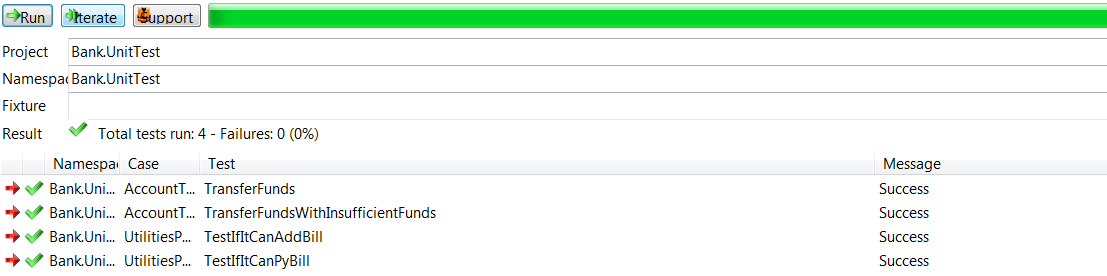 Run Iterate Support
Project Bank.UnitTest
Namespac Bank.UnitTest
Fixture
Result Total tests run: 4 - Failures: 0 (0%)
Namespac Case Test Message
Bank.Uni... AccountT... TransferFunds Success
Bank.Uni... AccountT... TransferFundsWithInsufficientFunds Success
Bank.Uni... UtilitiesP... TestIfItCanAddBill Success
Bank.Uni... UtilitiesP... TestIfItCanPyBill Success